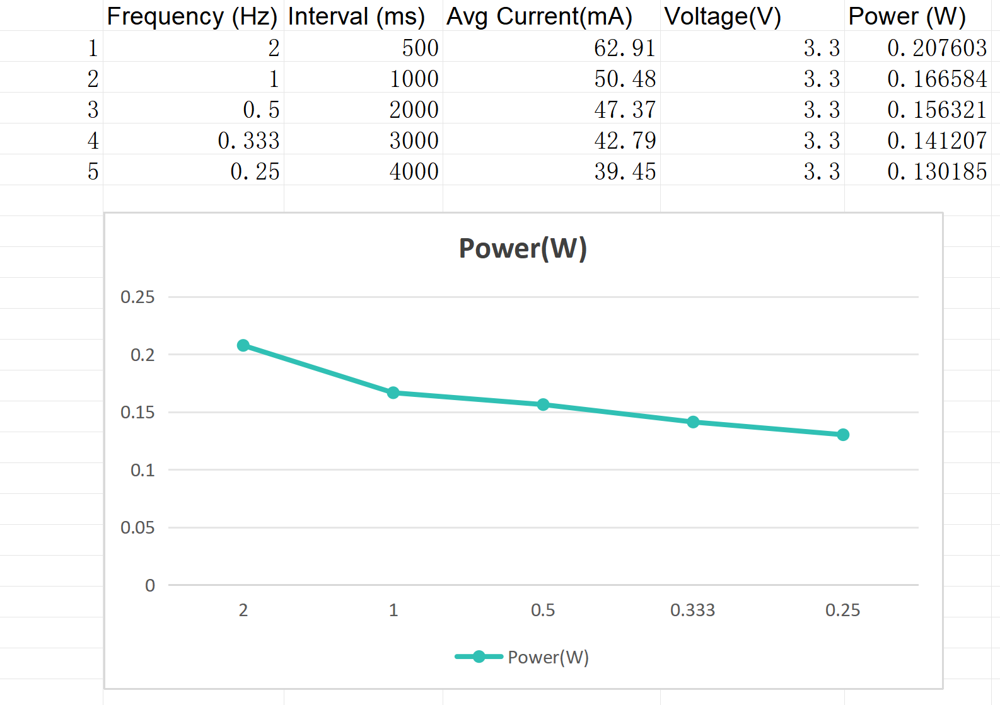 Frequency (Hz) Interval (ms) Avg Current(mA) Voltage(V) Power (W)
1 2 500 62.91 3.3 0.207603
2 1 1000 50.48 3.3 0.166584
3 0.5 2000 47.37 3.3 0.156321
4 0.333 3000 42.79 3.3 0.141207
5 0.25 4000 39.45 3.3 0.130185
Power(W)
0.25
0.2
0.15
0.1
0.05
0
2 1 0.5 0.333 0.25
Power(W)